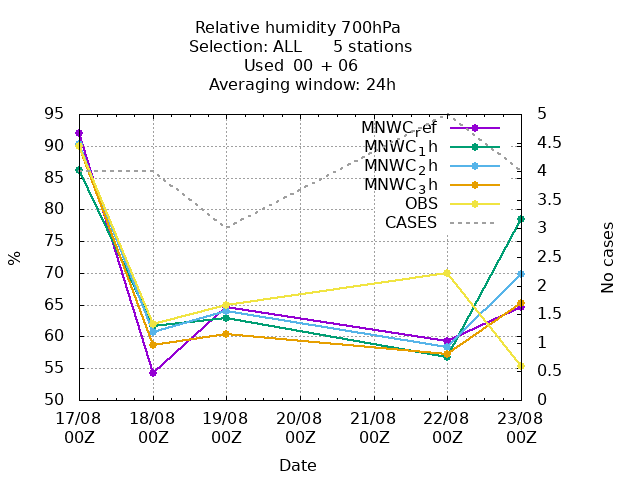 Relative humidity 700hPa
Selection: ALL 5 stations
Used 00 + 06
Averaging window: 24h
95
90
85
80
75
70
65
60
55
50
%
5
4.5
4
3.5
3
2.5
2
1.5
1
0.5
0
No cases
MNWC_ref
MNWC_1h
MNWC_2h
MNWC_3h
OBS
CASES
17/08 18/08 19/08 20/08 21/08 22/08 23/08
00Z 00Z 00Z 00Z 00Z 00Z 00Z
Date